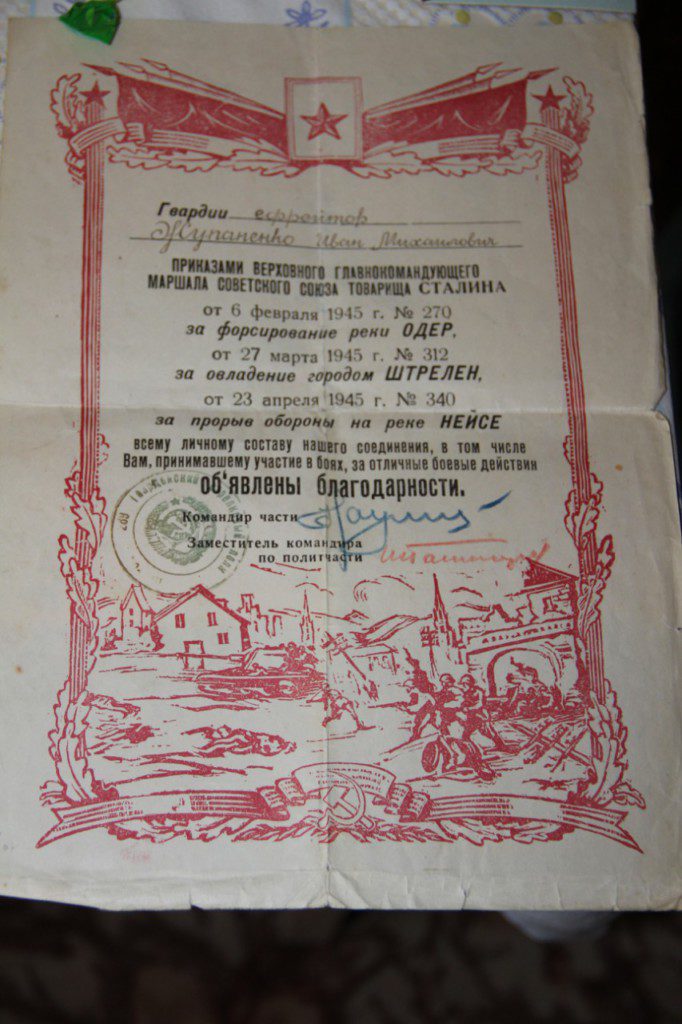 Гвардии ефрейтор
Жупаненко Иван Михайлович
ПРИКАЗАМИ ВЕРХОВНОГО ГЛАВНОКОМАНДУЮЩЕГО
МАРШАЛА СОВЕТСКОГО СОЮЗА ТОВАРИЩА СТАЛИНА
от 6 февраля 1945 г. № 270
за форсирование реки ОДЕР,
от 27 марта 1945 г. № 312
за овладение городом ШТРЕЛЕН,
от 23 апреля 1945 г. № 340
за прорыв обороны на реке НЕЙСЕ
всему личному составу нашего соединения, в том числе
Вам, принимавшему участие в боях, за отличные боевые действия
об'явлены благодарности.
Командир части
Заместитель командира
по политчасти